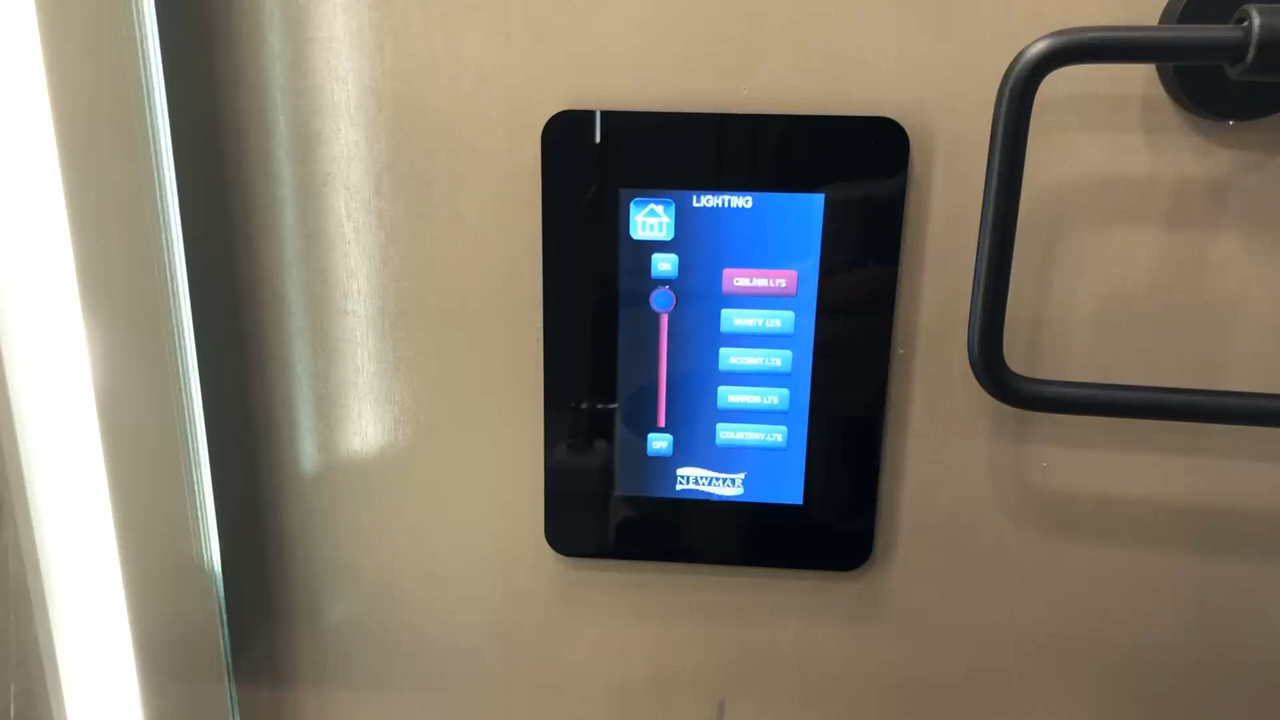 LIGHTING
ON
CEILING LTS
VANITY LTS
ACCENT LTS
MIRROR LTS
COURTESY LTS
OFF
NEWMAR